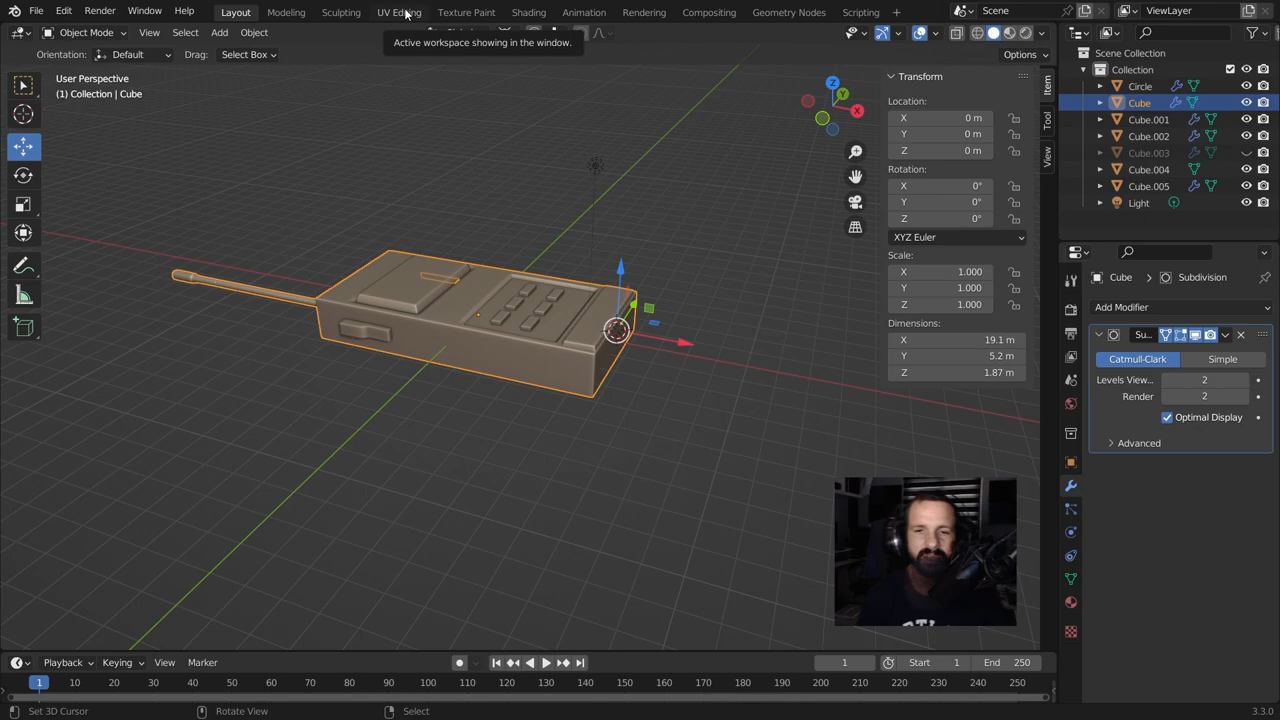 File Edit Render Window Help Layout Modeling Sculpting UV Editing Texture Paint Shading Animation Rendering Compositing Geometry Nodes Scripting + Scene ViewLayer
Object Mode View Select Add Object
Active workspace showing in the window.
Orientation: Default Drag: Select Box Options
User Perspective
(1) Collection | Cube
Z
Y
X
Transform
Location:
X 0 m
Y 0 m
Z 0 m
Rotation:
X 0°
Y 0°
Z 0°
XYZ Euler
Scale:
X 1.000
Y 1.000
Z 1.000
Dimensions:
X 19.1 m
Y 5.2 m
Z 1.87 m
Item
Tool
View
Scene Collection
Collection
Circle
Cube
Cube.001
Cube.002
Cube.003
Cube.004
Cube.005
Light
Cube > Subdivision
Add Modifier
Su...
Catmull-Clark Simple
Levels View... 2
Render 2
Optimal Display
Advanced
Playback Keying View Marker 1 Start 1 End 250
1 10 20 30 40 50 60 70 80 90 100 110 120 130 140 150 160 170 180 190 200 210 220 230 240 250
Set 3D Cursor Rotate View Select 3.3.0